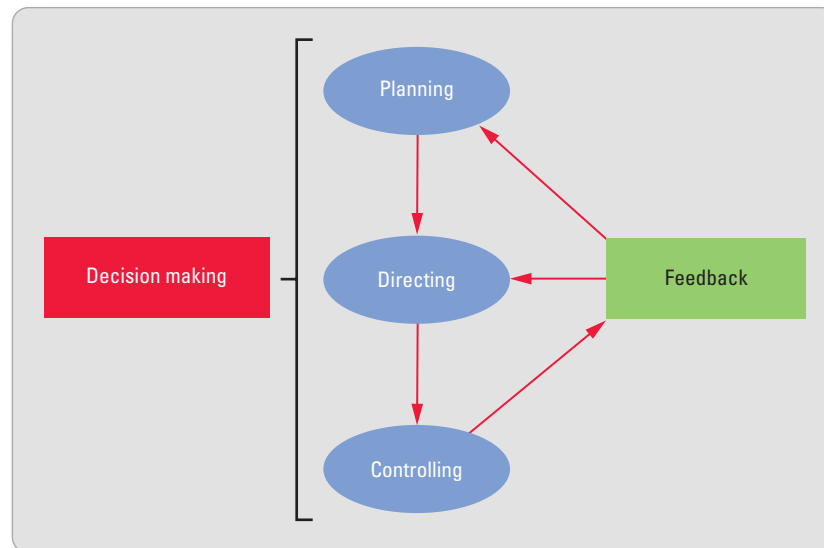 Planning
Decision making
Directing
Feedback
Controlling